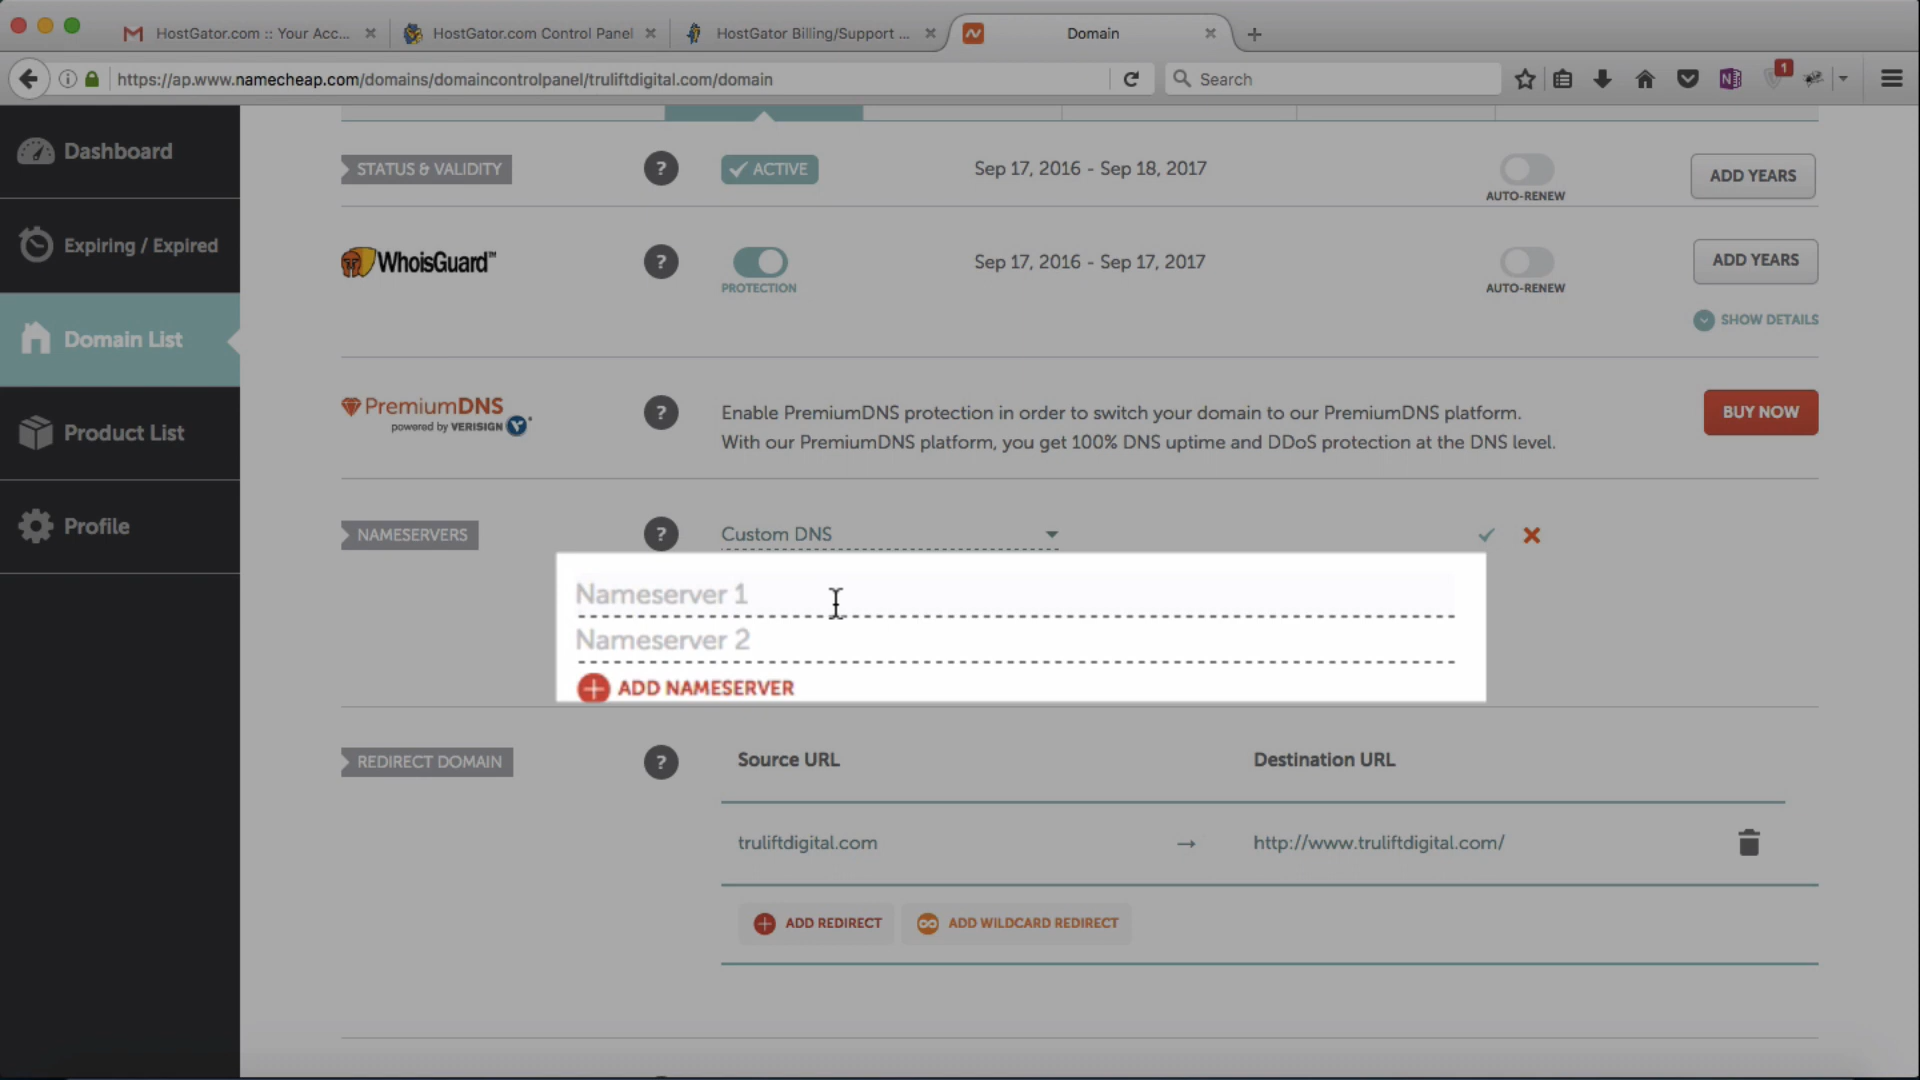 HostGator.com :: Your Acc...
HostGator.com Control Panel
HostGator Billing/Support ...
Domain
https://ap.www.namecheap.com/domains/domaincontrolpanel/truliftdigital.com/domain
Search
1
Dashboard
Expiring / Expired
Domain List
Product List
Profile
STATUS & VALIDITY
?
ACTIVE
Sep 17, 2016 - Sep 18, 2017
AUTO-RENEW
ADD YEARS
WhoisGuard™
?
PROTECTION
Sep 17, 2016 - Sep 17, 2017
AUTO-RENEW
ADD YEARS
SHOW DETAILS
PremiumDNS
powered by VERISIGN
?
Enable PremiumDNS protection in order to switch your domain to our PremiumDNS platform.
With our PremiumDNS platform, you get 100% DNS uptime and DDoS protection at the DNS level.
BUY NOW
NAMESERVERS
?
Custom DNS
Nameserver 1
Nameserver 2
ADD NAMESERVER
REDIRECT DOMAIN
?
Source URL
Destination URL
truliftdigital.com
→
http://www.truliftdigital.com/
ADD REDIRECT
ADD WILDCARD REDIRECT